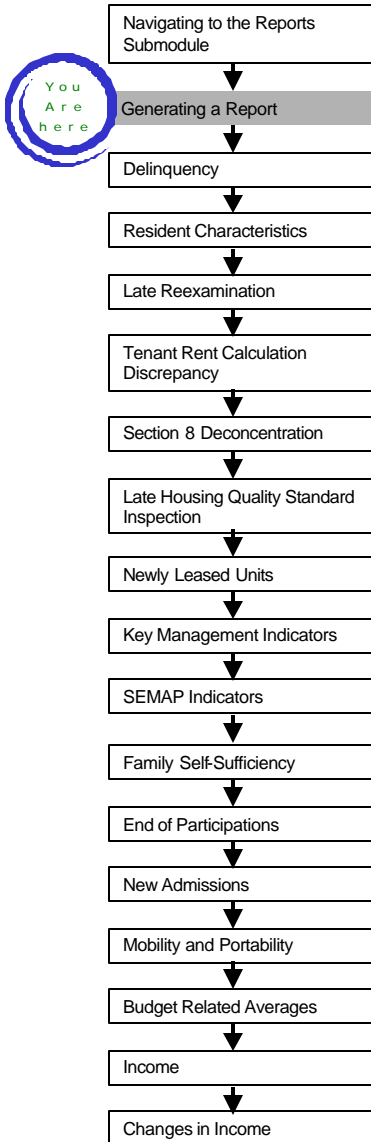 Navigating to the Reports
Submodule
You
Are
here
Generating a Report
Delinquency
Resident Characteristics
Late Reexamination
Tenant Rent Calculation
Discrepancy
Section 8 Deconcentration
Late Housing Quality Standard
Inspection
Newly Leased Units
Key Management Indicators
SEMAP Indicators
Family Self-Sufficiency
End of Participations
New Admissions
Mobility and Portability
Budget Related Averages
Income
Changes in Income